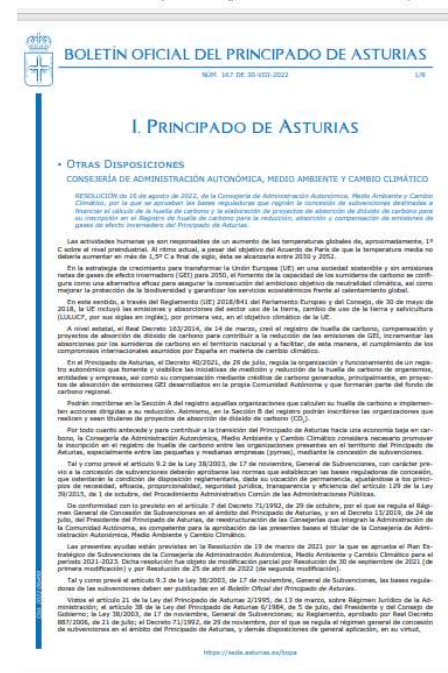 BOLETÍN OFICIAL DEL PRINCIPADO DE ASTURIAS
NÚM. 167 DE 30-VIII-2022 1/8
I. PRINCIPADO DE ASTURIAS
• OTRAS DISPOSICIONES
CONSEJERÍA DE ADMINISTRACIÓN AUTONÓMICA, MEDIO AMBIENTE Y CAMBIO CLIMÁTICO
RESOLUCIÓN de 16 de agosto de 2022, de la Consejería de Administración Autonómica, Medio Ambiente y Cambio
Climático, por la que se aprueban las bases reguladoras que regirán la concesión de subvenciones destinadas a
financiar el cálculo de la huella de carbono y la elaboración de proyectos de absorción de dióxido de carbono para
la inscripción en el Registro de huella de carbono para la reducción, absorción y compensación de emisiones de
gases de efecto invernadero del Principado de Asturias.
Las actividades humanas ya son responsables de un aumento de las temperaturas globales de, aproximadamente, 1º
C sobre el nivel preindustrial. Al ritmo actual, a pesar del objetivo del Acuerdo de París de que la temperatura media no
debería aumentar en más de 1,5º C a final de siglo, ésta se alcanzaría entre 2030 y 2052.
En la estrategia de crecimiento para transformar la Unión Europea (UE) en una sociedad sostenible y sin emisiones
netas de gases de efecto invernadero (GEI) para 2050, el fomento de la capacidad de los sumideros de carbono se confi-
gura como una alternativa eficaz para asegurar la consecución del ambicioso objetivo de neutralidad climática, así como
mejorar la protección de la biodiversidad y garantizar los servicios ecosistémicos frente al calentamiento global.
En este sentido, a través del Reglamento (UE) 2018/841 del Parlamento Europeo y del Consejo, de 30 de mayo de
2018, la UE incluyó las emisiones y absorciones del sector uso de la tierra, cambio de uso de la tierra y selvicultura
(LULUCF, por sus siglas en inglés), por primera vez, en el objetivo climático de la UE.
A nivel estatal, el Real Decreto 163/2014, de 14 de marzo, creó el registro de huella de carbono, compensación y
proyectos de absorción de dióxido de carbono para contribuir a la reducción de las emisiones de GEI, incrementar las
absorciones por los sumideros de carbono en el territorio nacional y a facilitar, de esta manera, el cumplimiento de los
compromisos internacionales asumidos por España en materia de cambio climático.
En el Principado de Asturias, el Decreto 40/2021, de 29 de julio, regula la organización y funcionamiento de un regis-
tro autonómico que fomente y visibilice las iniciativas de medición y reducción de la huella de carbono de organismos,
entidades y empresas, así como su compensación mediante créditos de carbono generados, principalmente, en proyec-
tos de absorción de emisiones GEI desarrollados en la propia Comunidad Autónoma y que formarán parte del fondo de
carbono regional.
Podrán inscribirse en la Sección A del registro aquellas organizaciones que calculen su huella de carbono e implemen-
ten acciones dirigidas a su reducción. Asimismo, en la Sección B del registro podrán inscribirse las organizaciones que
realicen y sean titulares de proyectos de absorción de dióxido de carbono (CO₂).
Por todo cuanto antecede y para contribuir a la transición del Principado de Asturias hacia una economía baja en car-
bono, la Consejería de Administración Autonómica, Medio Ambiente y Cambio Climático considera necesario promover
la inscripción en el registro de huella de carbono entre las organizaciones presentes en el territorio del Principado de
Asturias, especialmente entre las pequeñas y medianas empresas (pymes), mediante la concesión de subvenciones.
Tal y como prevé el artículo 9.2 de la Ley 38/2003, de 17 de noviembre, General de Subvenciones, con carácter pre-
vio a la concesión de subvenciones deberán aprobarse las normas que establezcan las bases reguladoras de concesión,
que ostentarán la condición de disposición reglamentaria, dada su vocación de permanencia, ajustándose a los princi-
pios de necesidad, eficacia, proporcionalidad, seguridad jurídica, transparencia y eficiencia del artículo 129 de la Ley
39/2015, de 1 de octubre, del Procedimiento Administrativo Común de las Administraciones Públicas.
De conformidad con lo previsto en el artículo 7 del Decreto 71/1992, de 29 de octubre, por el que se regula el Régi-
men General de Concesión de Subvenciones en el ámbito del Principado de Asturias, y en el Decreto 13/2019, de 24 de
julio, del Presidente del Principado de Asturias, de reestructuración de las Consejerías que integran la Administración de
la Comunidad Autónoma, es competente para la aprobación de las presentes bases el titular de la Consejería de Admi-
nistración Autonómica, Medio Ambiente y Cambio Climático.
Las presentes ayudas están previstas en la Resolución de 19 de marzo de 2021 por la que se aprueba el Plan Es-
tratégico de Subvenciones de la Consejería de Administración Autonómica, Medio Ambiente y Cambio Climático para el
período 2021-2023. Dicha resolución fue objeto de modificación parcial por Resolución de 30 de septiembre de 2021 (de
primera modificación) y por Resolución de 25 de abril de 2022 (de segunda modificación).
Tal y como prevé el artículo 9.3 de la Ley 38/2003, de 17 de noviembre, General de Subvenciones, las bases regula-
doras de las subvenciones deben ser publicadas en el Boletín Oficial del Principado de Asturias.
Vistos el artículo 21 de la Ley del Principado de Asturias 2/1995, de 13 de marzo, sobre Régimen Jurídico de la Ad-
ministración; el artículo 38 de la Ley del Principado de Asturias 6/1984, de 5 de julio, del Presidente y del Consejo de
Gobierno; la Ley 38/2003, de 17 de noviembre, General de Subvenciones; su Reglamento, aprobado por Real Decreto
887/2006, de 21 de julio; el Decreto 71/1992, de 29 de noviembre, por el que se regula el régimen general de concesión
de subvenciones en el ámbito del Principado de Asturias, y demás disposiciones de general aplicación, en su virtud,
https://sede.asturias.es/bopa